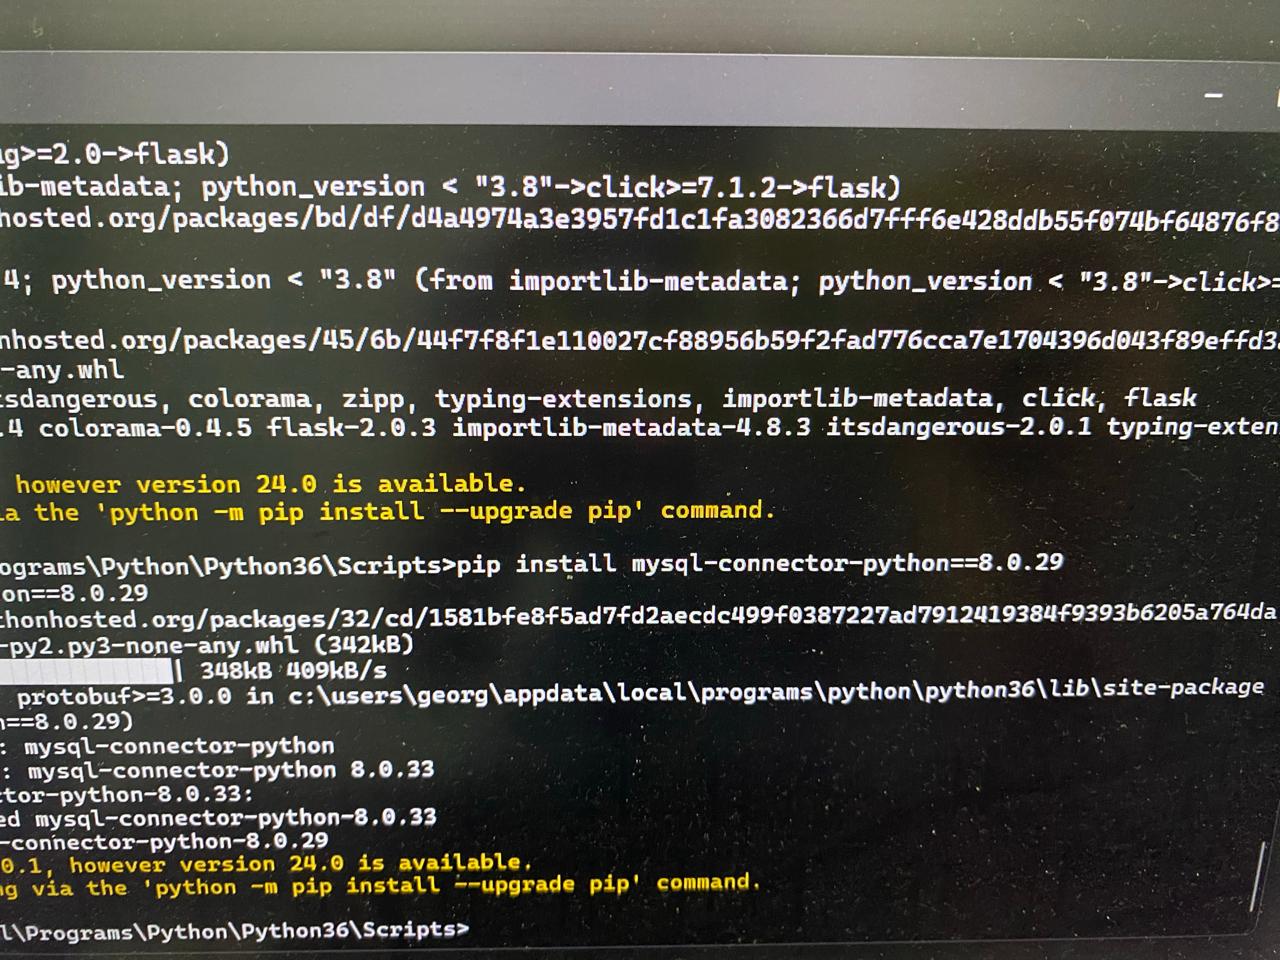 g>=2.0->flask)
ib-metadata; python_version < "3.8"->click>=7.1.2->flask)
hosted.org/packages/bd/df/d4a4974a3e3957fd1c1fa3082366d7fff6e428ddb55f074bf64876f8
4; python_version < "3.8" (from importlib-metadata; python_version < "3.8"->click>=
nhosted.org/packages/45/6b/44f7f8f1e110027cf88956b59f2fad776cca7e1704396d043f89effd3
-any.whl
tsdangerous, colorama, zipp, typing-extensions, importlib-metadata, click, flask
.4 colorama-0.4.5 flask-2.0.3 importlib-metadata-4.8.3 itsdangerous-2.0.1 typing-exten
however version 24.0 is available.
ia the 'python -m pip install --upgrade pip' command.
ograms\Python\Python36\Scripts>pip install mysql-connector-python==8.0.29
on==8.0.29
thonhosted.org/packages/32/cd/1581bfe8f5ad7fd2aecdc499f0387227ad7912419384f9393b6205a764da
-py2.py3-none-any.whl (342kB)
| 348kB 409kB/s
protobuf>=3.0.0 in c:\users\georg\appdata\local\programs\python\python36\lib\site-package
n==8.0.29)
: mysql-connector-python
: mysql-connector-python 8.0.33
ctor-python-8.0.33:
ed mysql-connector-python-8.0.33
-connector-python-8.0.29
0.1, however version 24.0 is available.
ng via the 'python -m pip install --upgrade pip' command.
l\Programs\Python\Python36\Scripts>